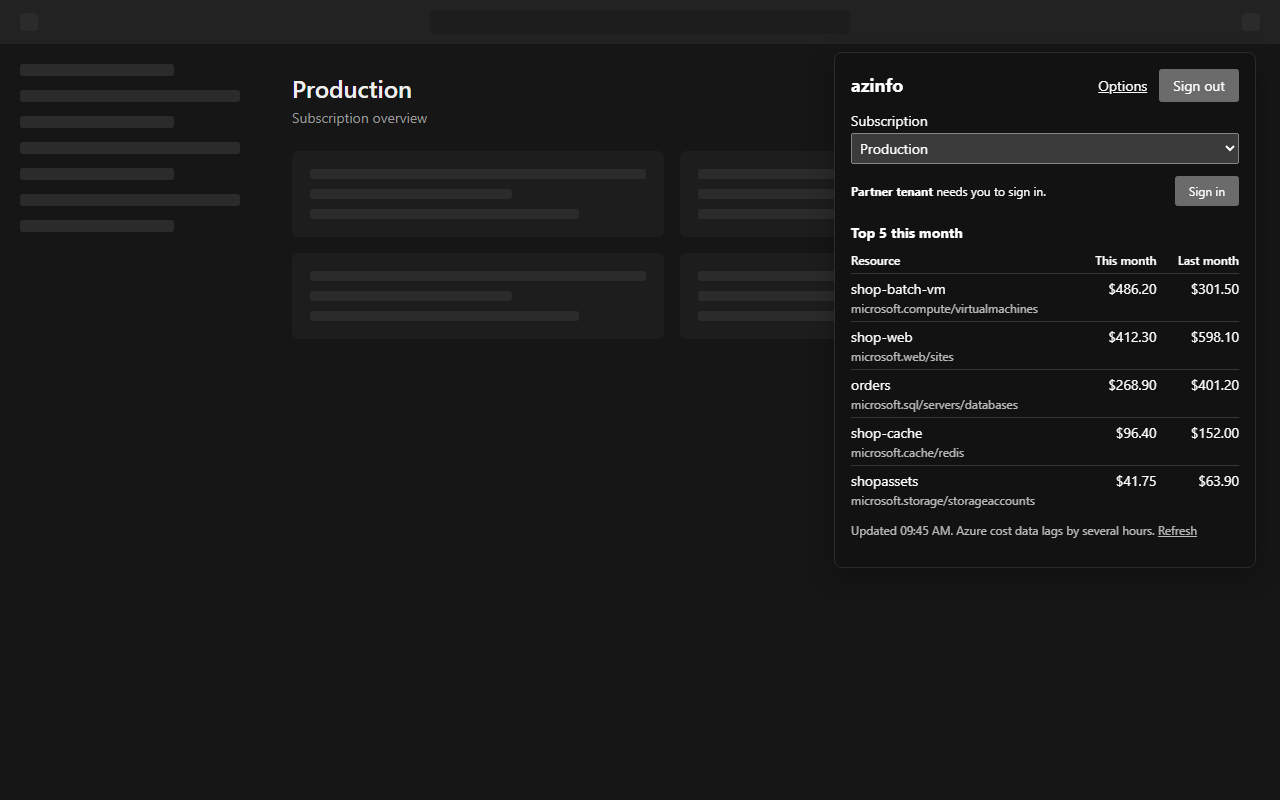 Production
Subscription overview
azinfo
Options
Sign out
Subscription
Production
Partner tenant needs you to sign in.
Sign in
Top 5 this month
Resource This month Last month
shop-batch-vm $486.20 $301.50
microsoft.compute/virtualmachines
shop-web $412.30 $598.10
microsoft.web/sites
orders $268.90 $401.20
microsoft.sql/servers/databases
shop-cache $96.40 $152.00
microsoft.cache/redis
shopassets $41.75 $63.90
microsoft.storage/storageaccounts
Updated 09:45 AM. Azure cost data lags by several hours. Refresh